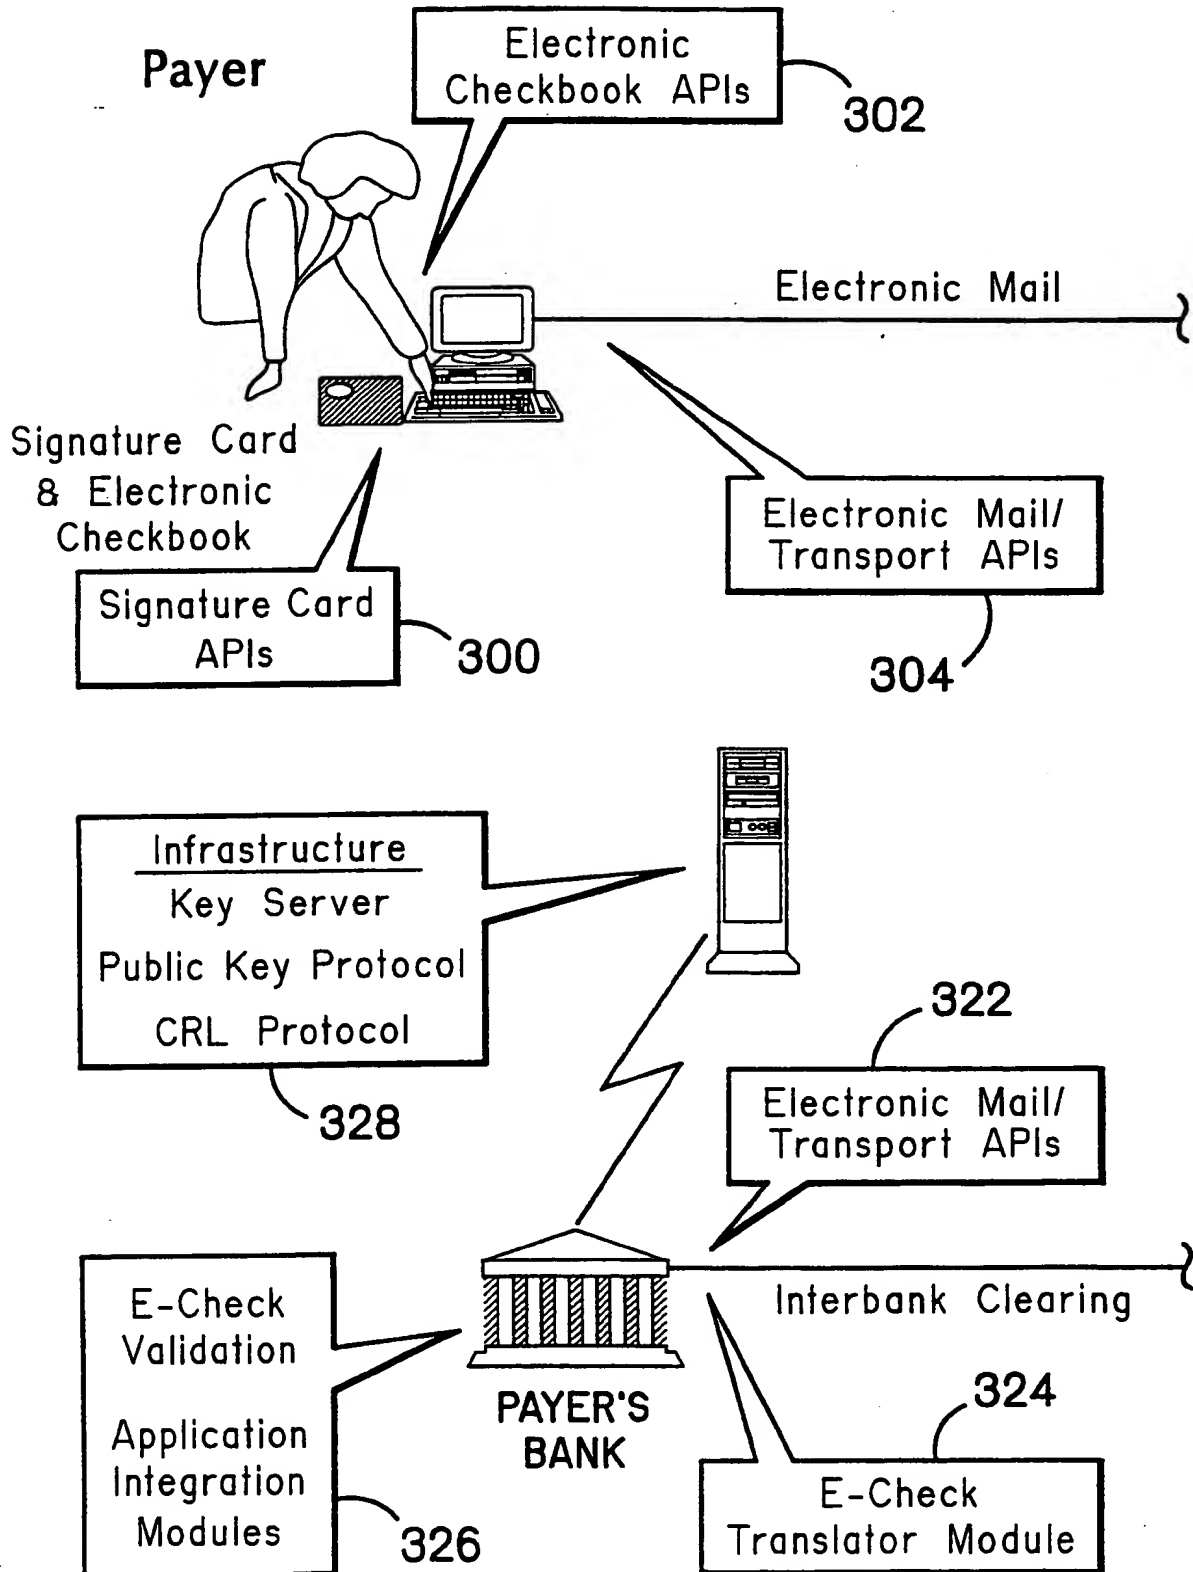 Payer
Electronic
Checkbook APIs
302
Electronic Mail
Signature Card
& Electronic
Checkbook
Electronic Mail/
Transport APIs
Signature Card
APIs
300
304
Infrastructure
Key Server
Public Key Protocol
CRL Protocol
328
322
Electronic Mail/
Transport APIs
E-Check
Validation
Application
Integration
Modules
326
Interbank Clearing
PAYER'S
BANK
324
E-Check
Translator Module